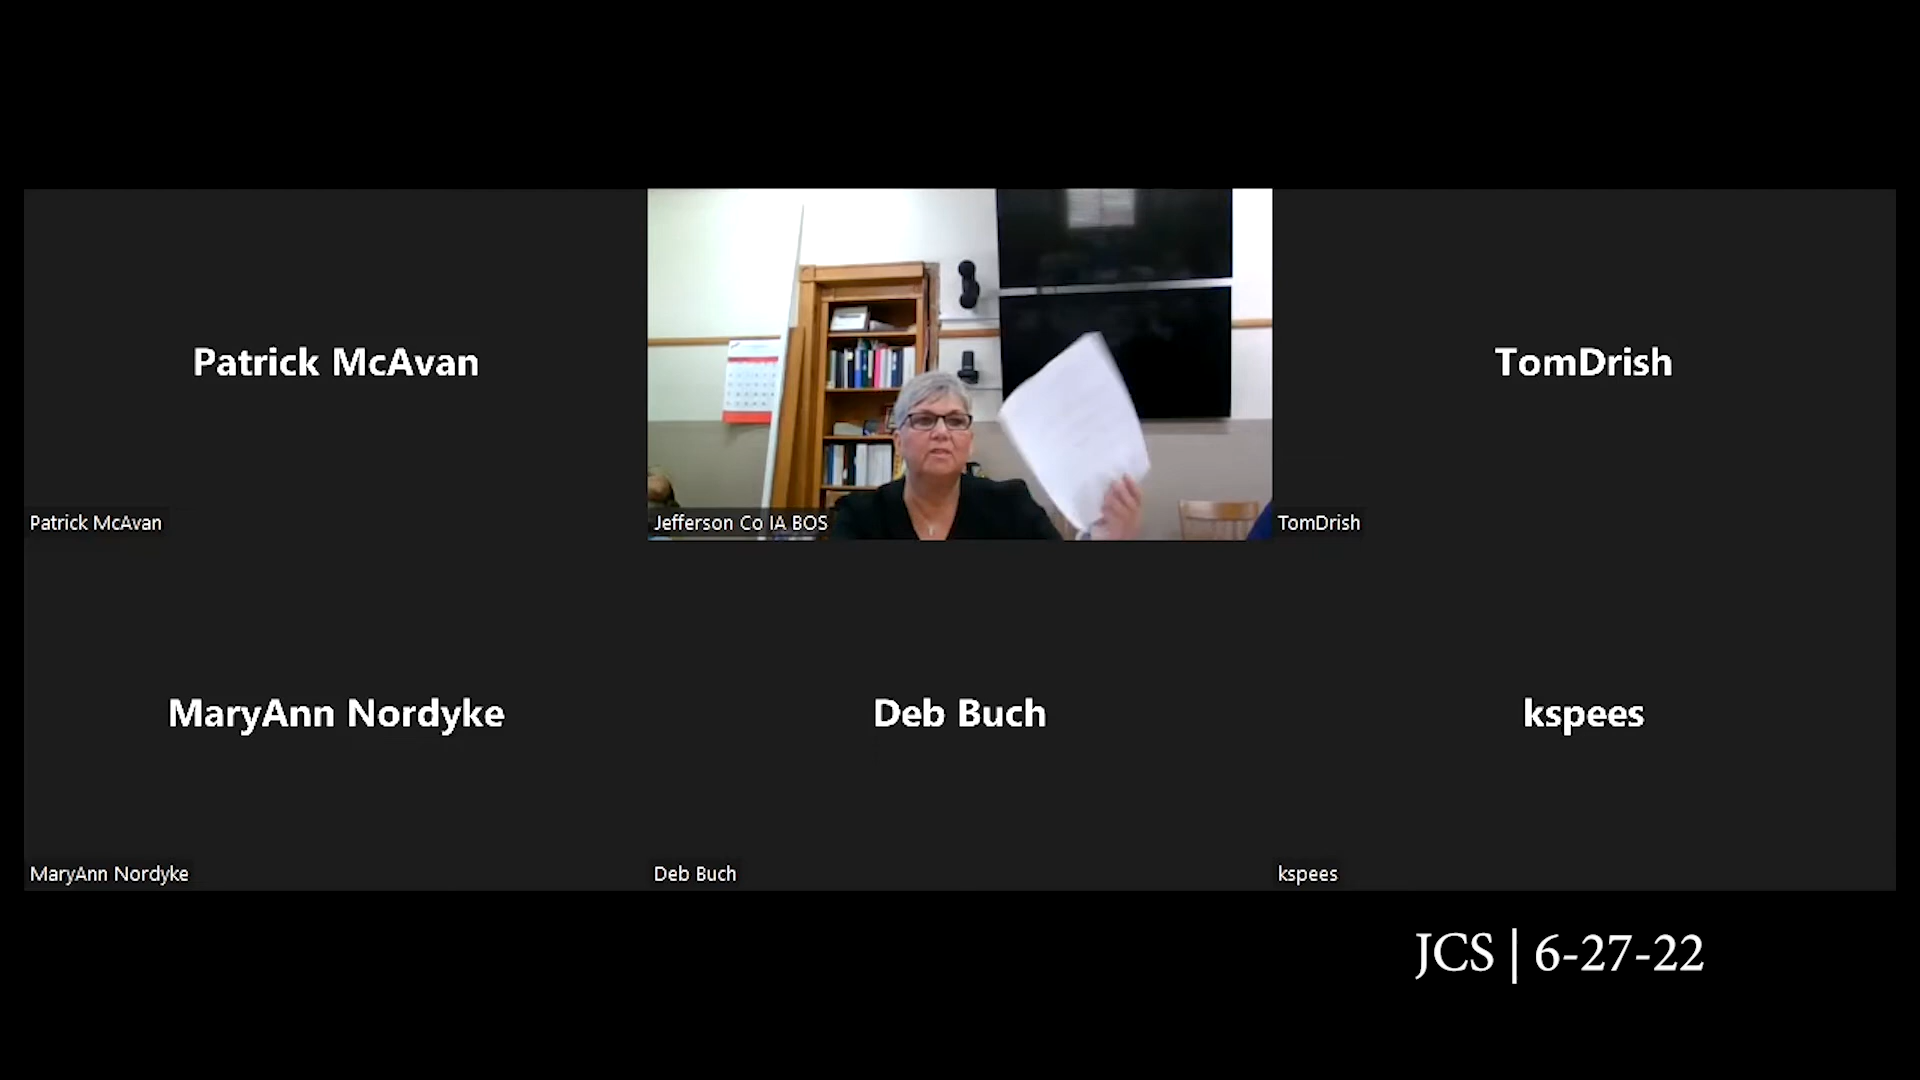 Patrick McAvan
TomDrish
Patrick McAvan
Jefferson Co IA BOS
TomDrish
MaryAnn Nordyke
Deb Buch
kspees
MaryAnn Nordyke
Deb Buch
kspees
JCS | 6-27-22